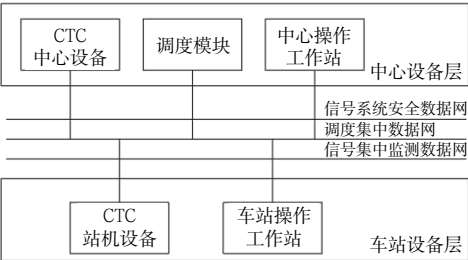 CTC
中心设备
调度模块
中心操作
工作站
中心设备层
信号系统安全数据网
调度集中数据网
信号集中监测数据网
CTC
站机设备
车站操作
工作站
车站设备层